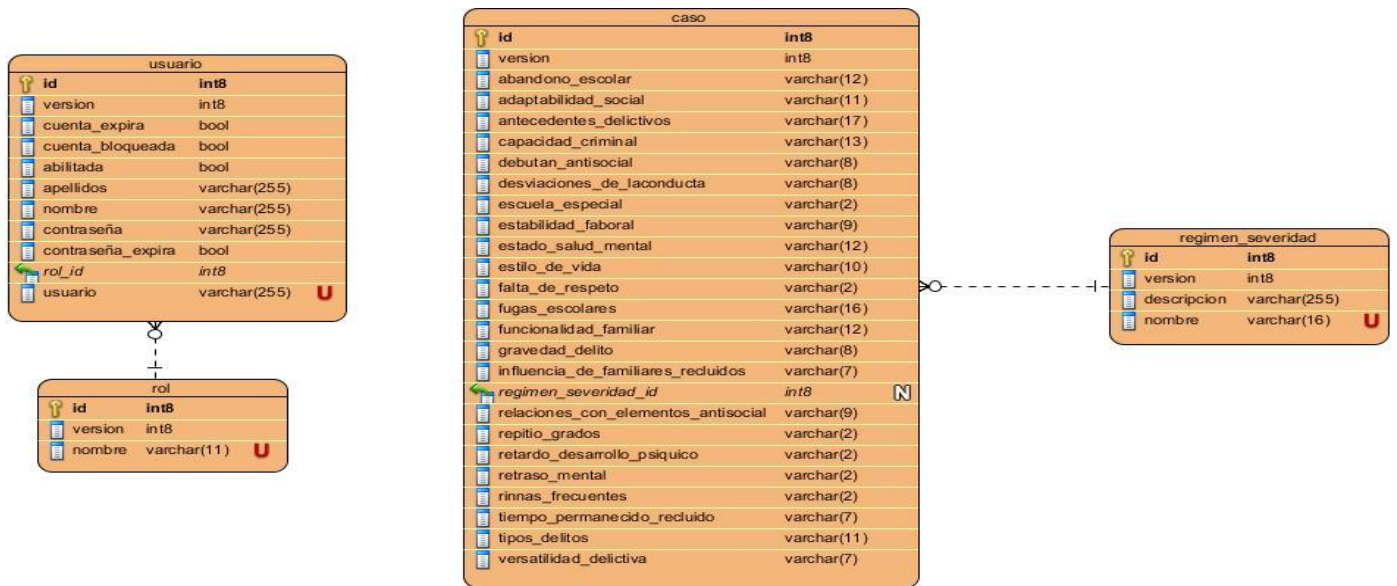 usuario
id int8
version int8
cuenta_expira bool
cuenta_bloqueada bool
abilitada bool
apellidos varchar(255)
nombre varchar(255)
contraseña varchar(255)
contraseña_expira bool
rol_id int8
usuario varchar(255) U
rol
id int8
version int8
nombre varchar(11) U
caso
id int8
version int8
abandono_escolar varchar(12)
adaptabilidad_social varchar(11)
antecedentes_delictivos varchar(17)
capacidad_criminal varchar(13)
debutan_antisocial varchar(8)
desviaciones_de_laconducta varchar(8)
escuela_especial varchar(2)
estabilidad_faboral varchar(9)
estado_salud_mental varchar(12)
estilo_de_vida varchar(10)
falta_de_respeto varchar(2)
fugas_escolares varchar(16)
funcionalidad_familiar varchar(12)
gravedad_delito varchar(8)
influencia_de_familiares_recluidos varchar(7)
regimen_severidad_id int8 N
relaciones_con_elementos_antisocial varchar(9)
repitio_grados varchar(2)
retardo_desarrollo_psiquico varchar(2)
retraso_mental varchar(2)
rinnas_frecuentes varchar(2)
tiempo_permanecido_recluido varchar(7)
tipos_delitos varchar(11)
versatilidad_delictiva varchar(7)
regimen_severidad
id int8
version int8
descripcion varchar(255)
nombre varchar(16) U